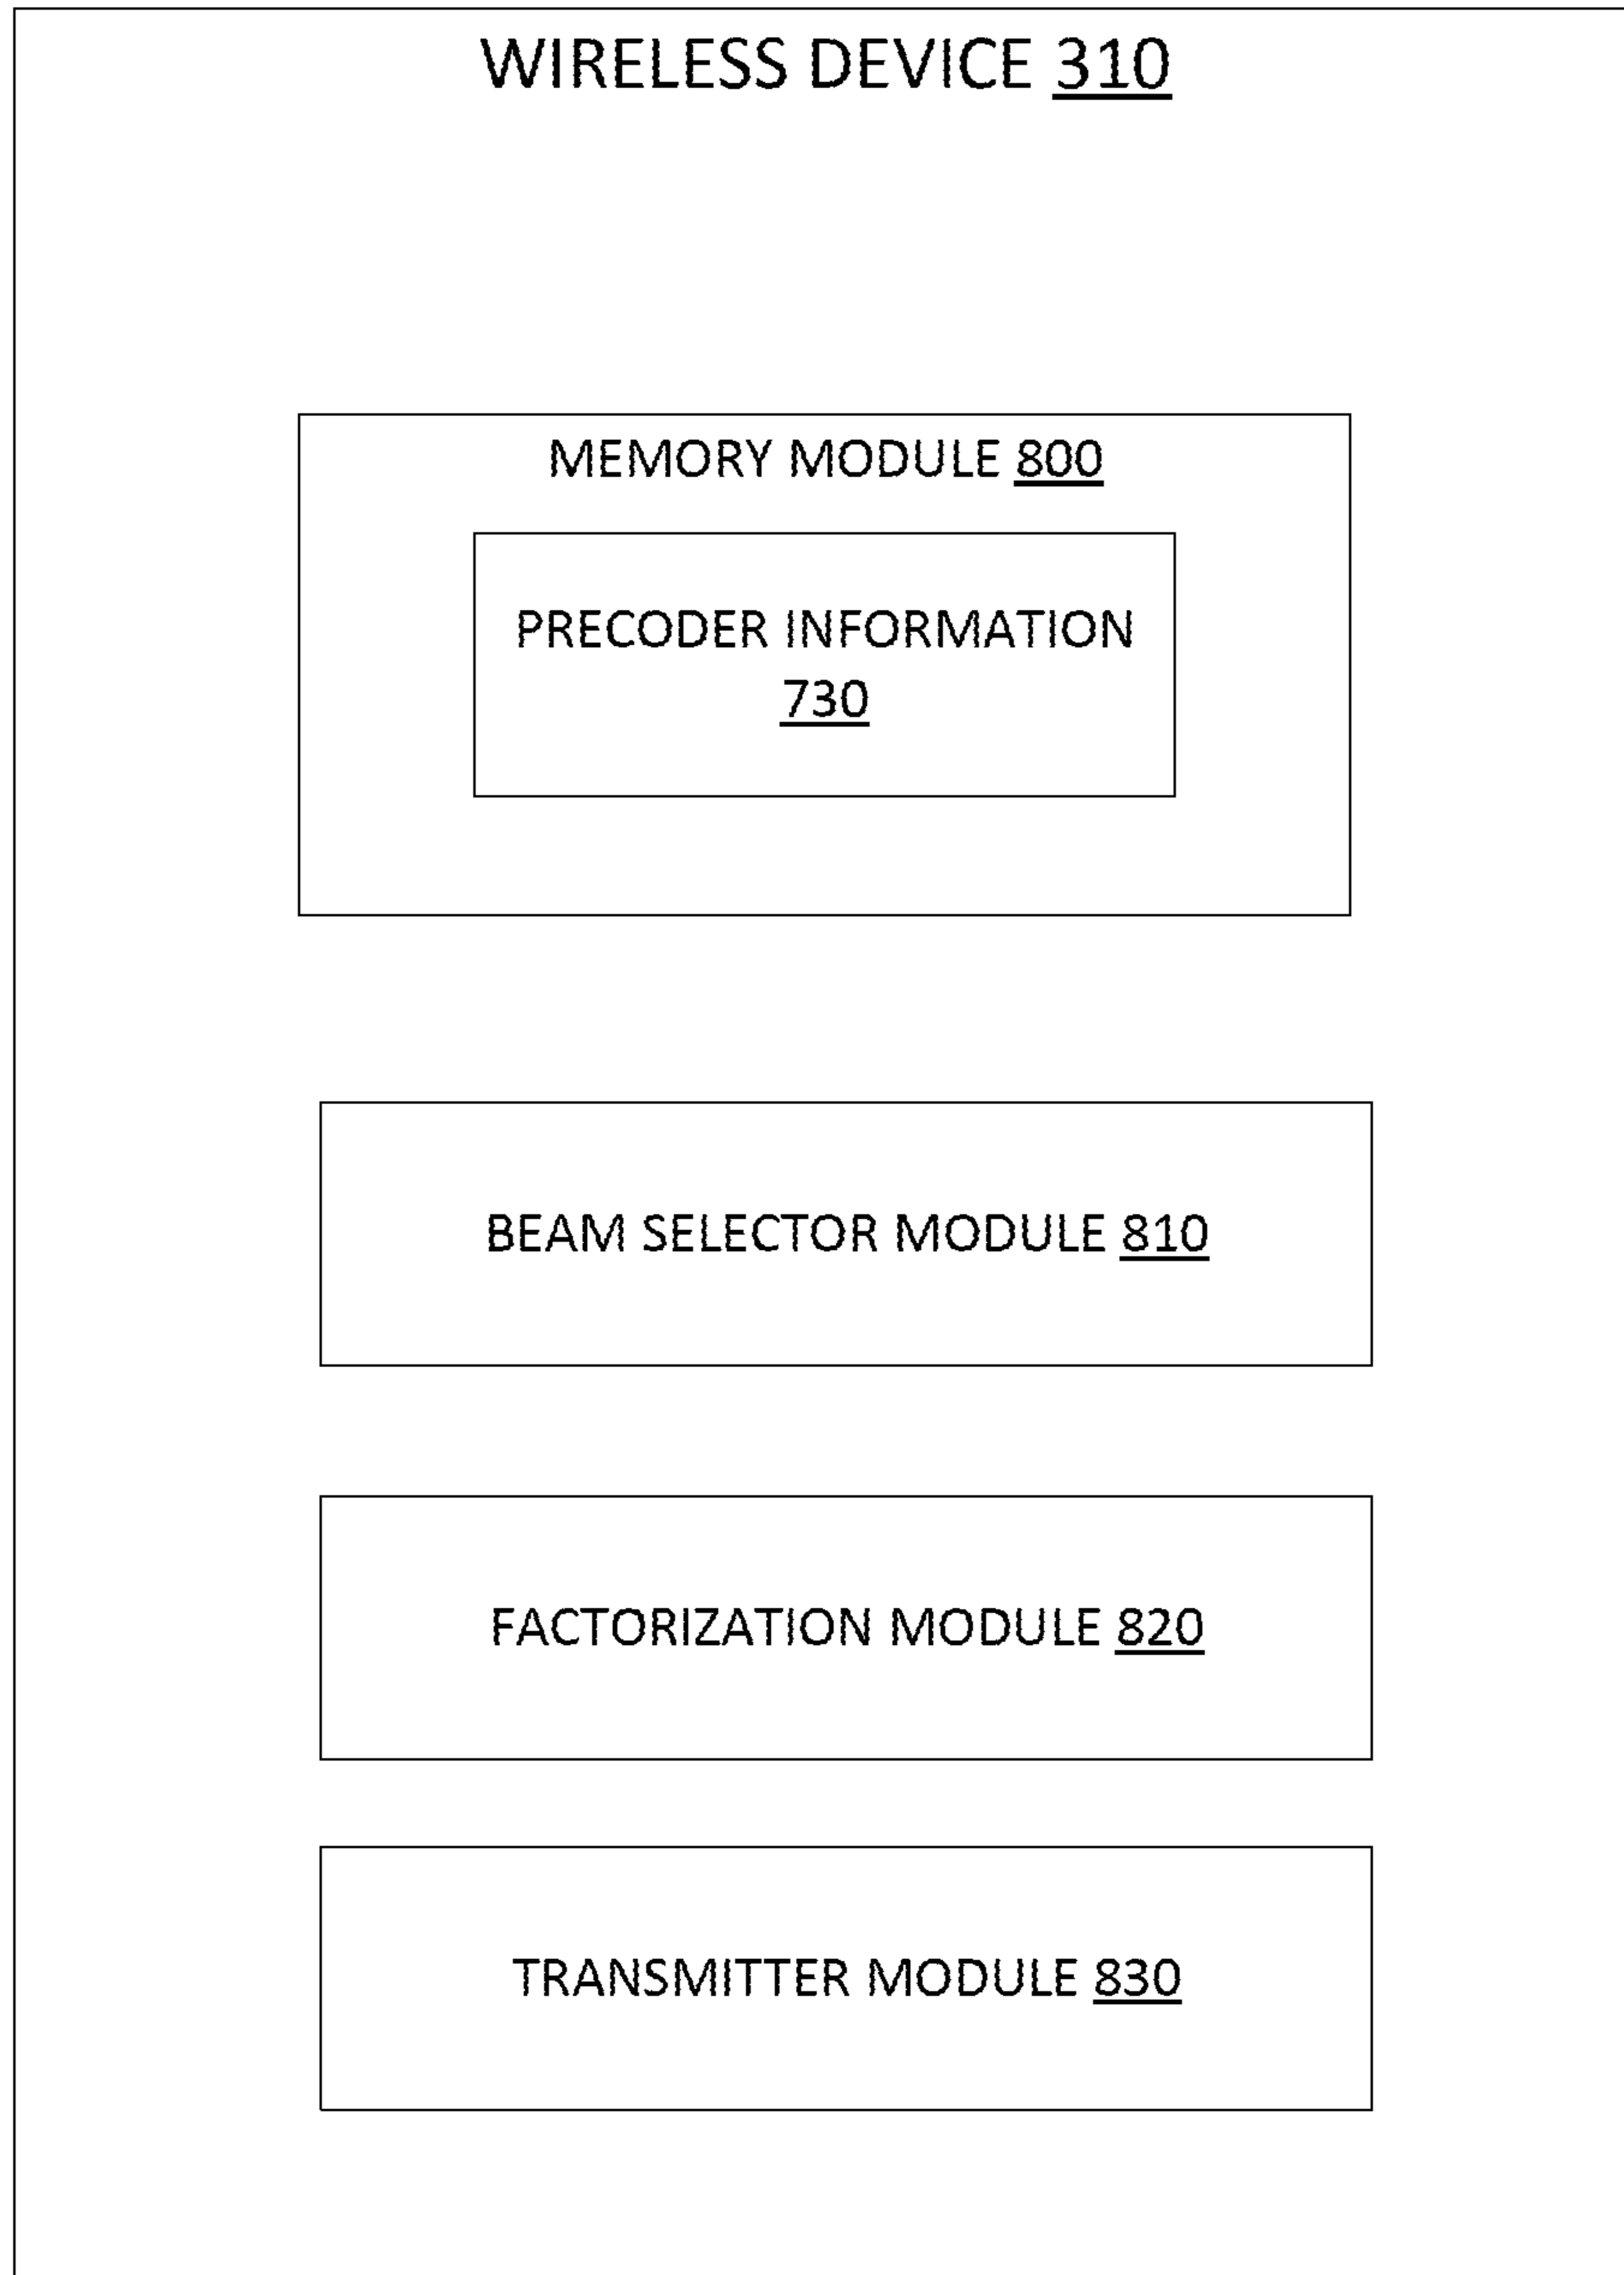 WIRELESS DEVICE 310
MEMORY MODULE 800
PRECODER INFORMATION
730
BEAM SELECTOR MODULE 810
FACTORIZATION MODULE 820
TRANSMITTER MODULE 830